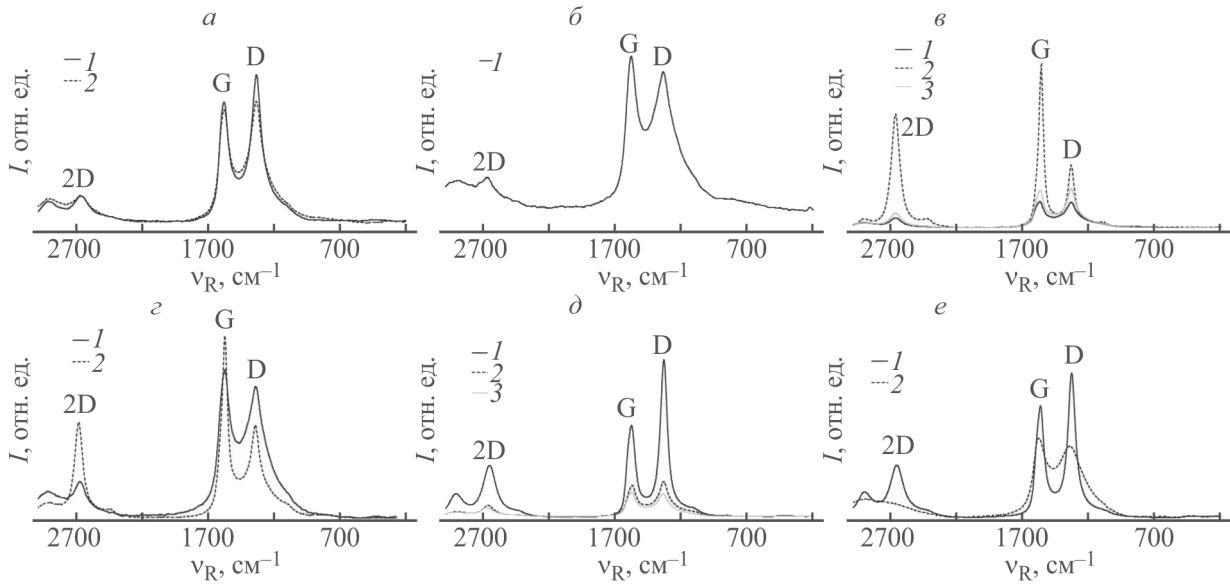 а
I, отн. ед.
1
2
2D
G
D
2700 1700 700
νR, см–1
б
I, отн. ед.
1
2D
G
D
2700 1700 700
νR, см–1
в
I, отн. ед.
1
2
3
2D
G
D
2700 1700 700
νR, см–1
г
I, отн. ед.
1
2
2D
G
D
2700 1700 700
νR, см–1
д
I, отн. ед.
1
2
3
2D
G
D
2700 1700 700
νR, см–1
е
I, отн. ед.
1
2
2D
G
D
2700 1700 700
νR, см–1